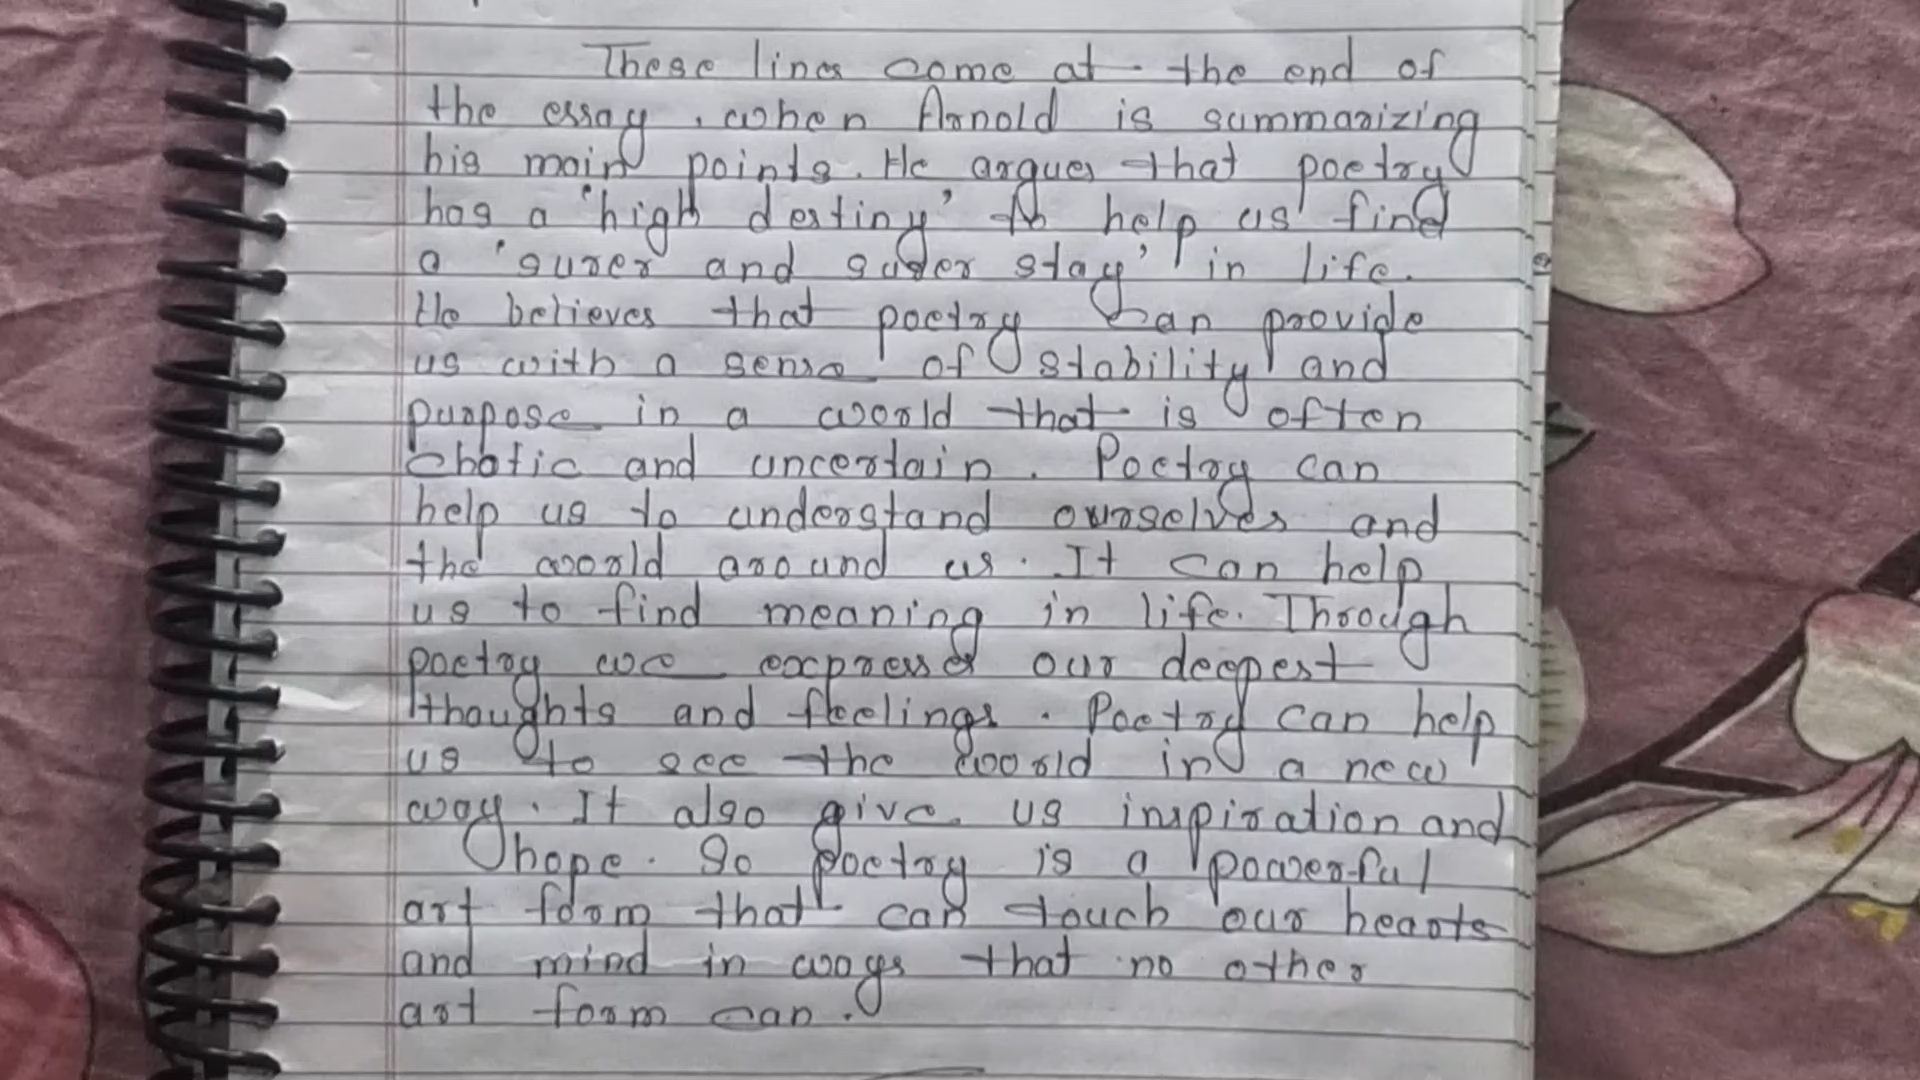 These lines come at the end of
the essay, when Arnold is summarizing
his main points. He argues that poetry
has a 'high destiny' to help us find
a 'surer and surer stay' in life.
He believes that poetry can provide
us with a sense of stability and
purpose in a world that is often
chotic and uncertain. Poetry can
help us to understand ourselves and
the world around us. It can help
us to find meaning in life. Through
poetry we express our deepest
thoughts and feelings. Poetry can help
us to see the world in a new
way. It also give us inspiration and
hope. So poetry is a powerful
art form that can touch our hearts
and mind in ways that no other
art form can.